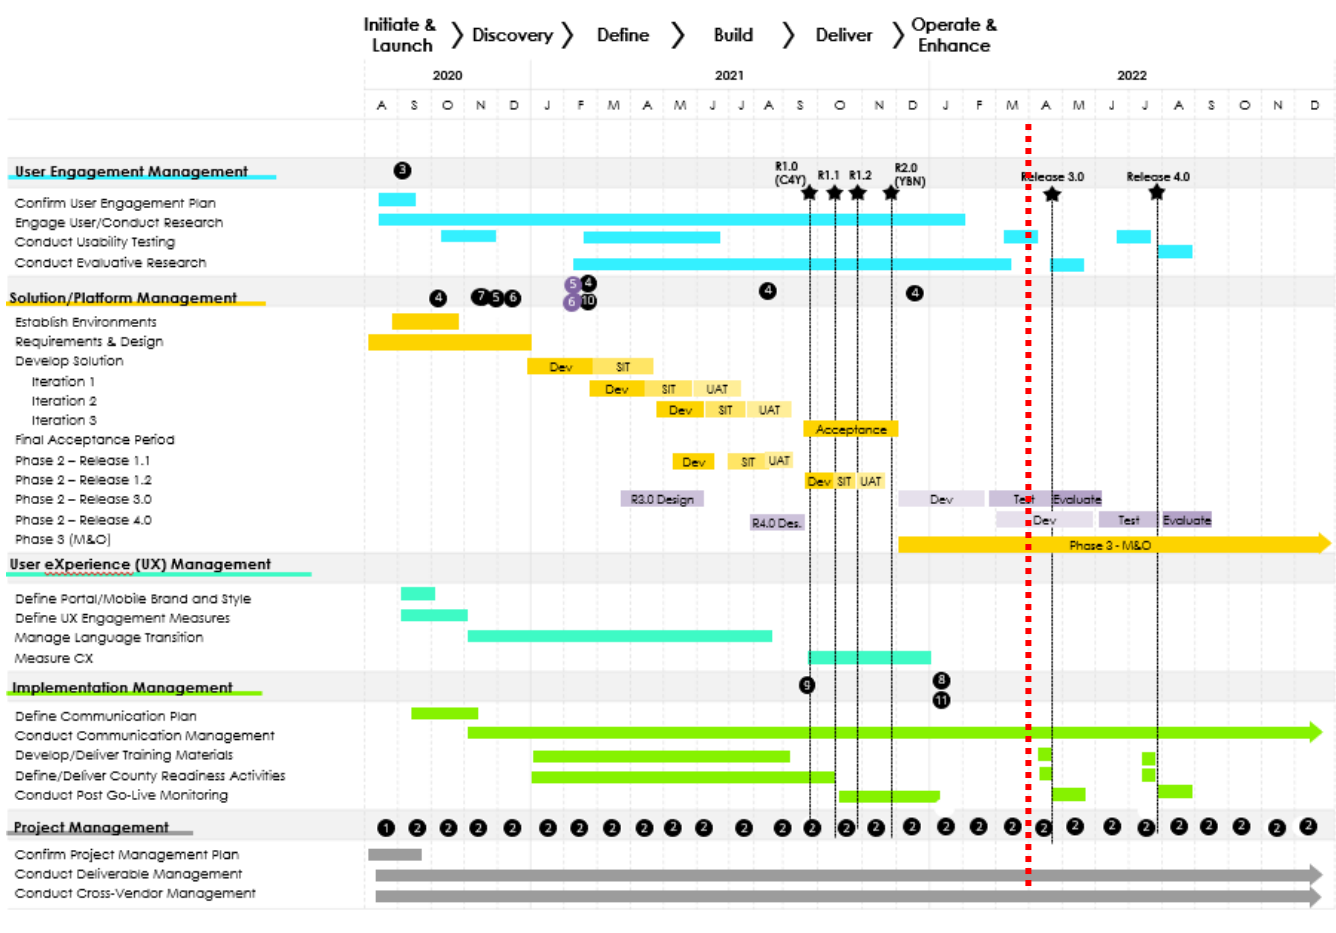 Initiate & Launch > Discovery > Define > Build > Deliver > Operate & Enhance
2020 2021 2022
A S O N D J F M A M J J A S O N D J F M A M J J A S O N D
R1.0 (C4Y) R1.1 R1.2 R2.0 (YBN) Release 3.0 Release 4.0
User Engagement Management 3
Confirm User Engagement Plan
Engage User/Conduct Research
Conduct Usability Testing
Conduct Evaluative Research
Solution/Platform Management 4 7 5 6 5 4 6 10 4 4
Establish Environments
Requirements & Design
Develop Solution Dev SIT
Iteration 1 Dev SIT UAT
Iteration 2 Dev SIT UAT
Iteration 3 Acceptance
Final Acceptance Period
Phase 2 – Release 1.1 Dev SIT UAT
Phase 2 – Release 1.2 Dev SIT UAT
Phase 2 – Release 3.0 R3.0 Design Dev Test Evaluate
Phase 2 – Release 4.0 R4.0 Des. Dev Test Evaluate
Phase 3 (M&O) Phase 3 - M&O
User eXperience (UX) Management
Define Portal/Mobile Brand and Style
Define UX Engagement Measures
Manage Language Transition
Measure CX
Implementation Management 9 8 11
Define Communication Plan
Conduct Communication Management
Develop/Deliver Training Materials
Define/Deliver County Readiness Activities
Conduct Post Go-Live Monitoring
Project Management 1 2 2 2 2 2 2 2 2 2 2 2 2 2 2 2 2 2 2 2 2 2 2 2 2 2 2 2 2
Confirm Project Management Plan
Conduct Deliverable Management
Conduct Cross-Vendor Management